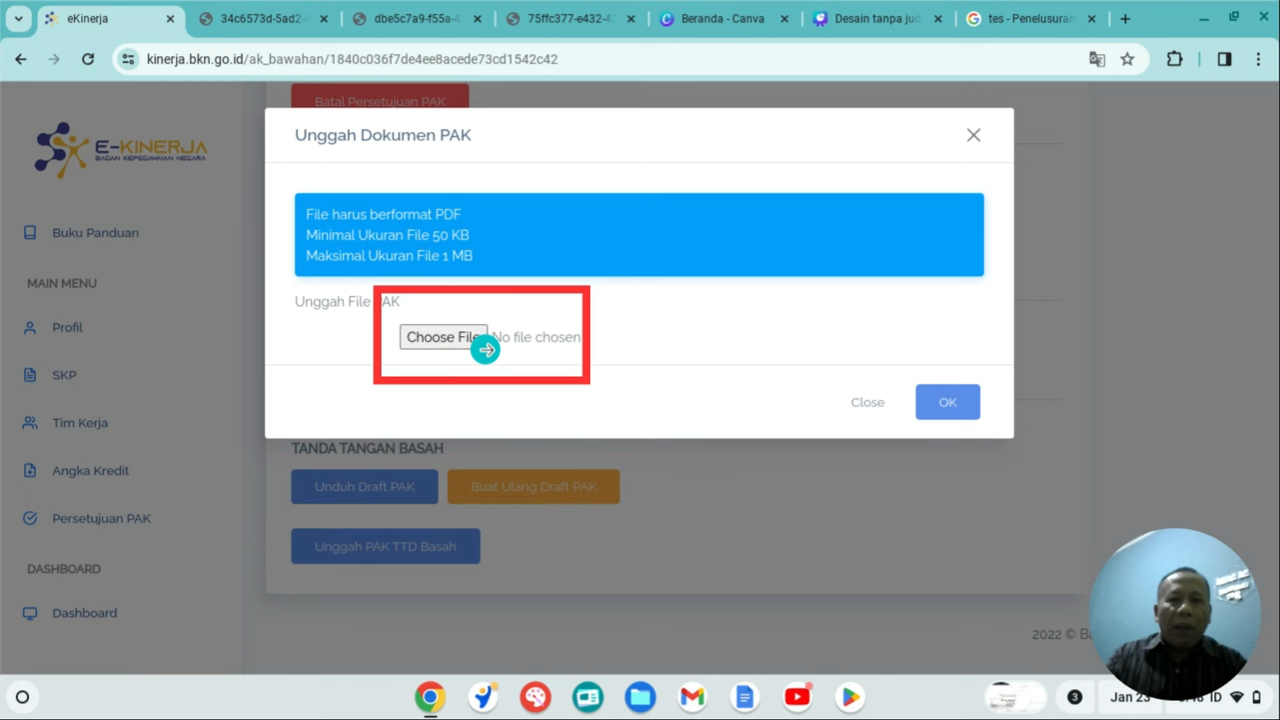 eKinerja
34c6573d-5ad2-
dbe5c7a9-f55a-4
75ffc377-e432-4
Beranda - Canva
Desain tanpa jud
tes - Penelusuran
kinerja.bkn.go.id/ak_bawahan/1840c036f7de4ee8acede73cd1542c42
Batal Persetujuan PAK
Unggah Dokumen PAK
E-KINERJA
BADAN KEPEGAWAIAN NEGARA
File harus berformat PDF
Minimal Ukuran File 50 KB
Maksimal Ukuran File 1 MB
Buku Panduan
MAIN MENU
Unggah File PAK
Profil
Choose File No file chosen
SKP
Close
OK
Tim Kerja
TANDA TANGAN BASAH
Angka Kredit
Unduh Draft PAK
Buat Ulang Draft PAK
Persetujuan PAK
Unggah PAK TTD Basah
DASHBOARD
Dashboard
2022 ©
3
Jan 23
ID